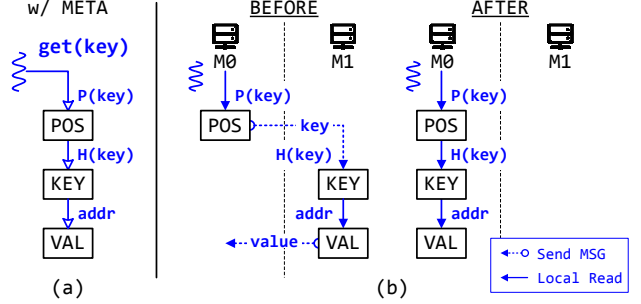 w/ META
BEFORE
AFTER
get(key)
M0
M1
M0
M1
P(key)
P(key)
P(key)
POS
POS
key
POS
H(key)
H(key)
H(key)
KEY
KEY
KEY
addr
addr
addr
VAL
value
VAL
VAL
Send MSG
Local Read
(a)
(b)